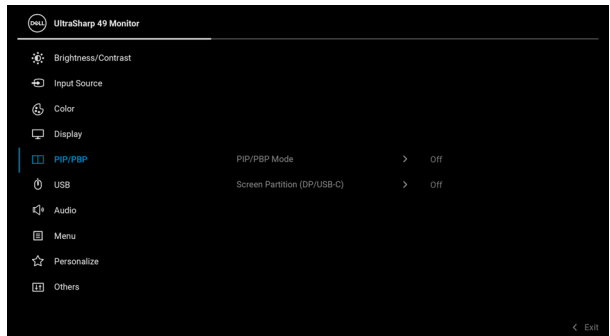 DELL UltraSharp 49 Monitor
Brightness/Contrast
Input Source
Color
Display
PIP/PBP PIP/PBP Mode > Off
USB Screen Partition (DP/USB-C) > Off
Audio
Menu
Personalize
Others
< Exit